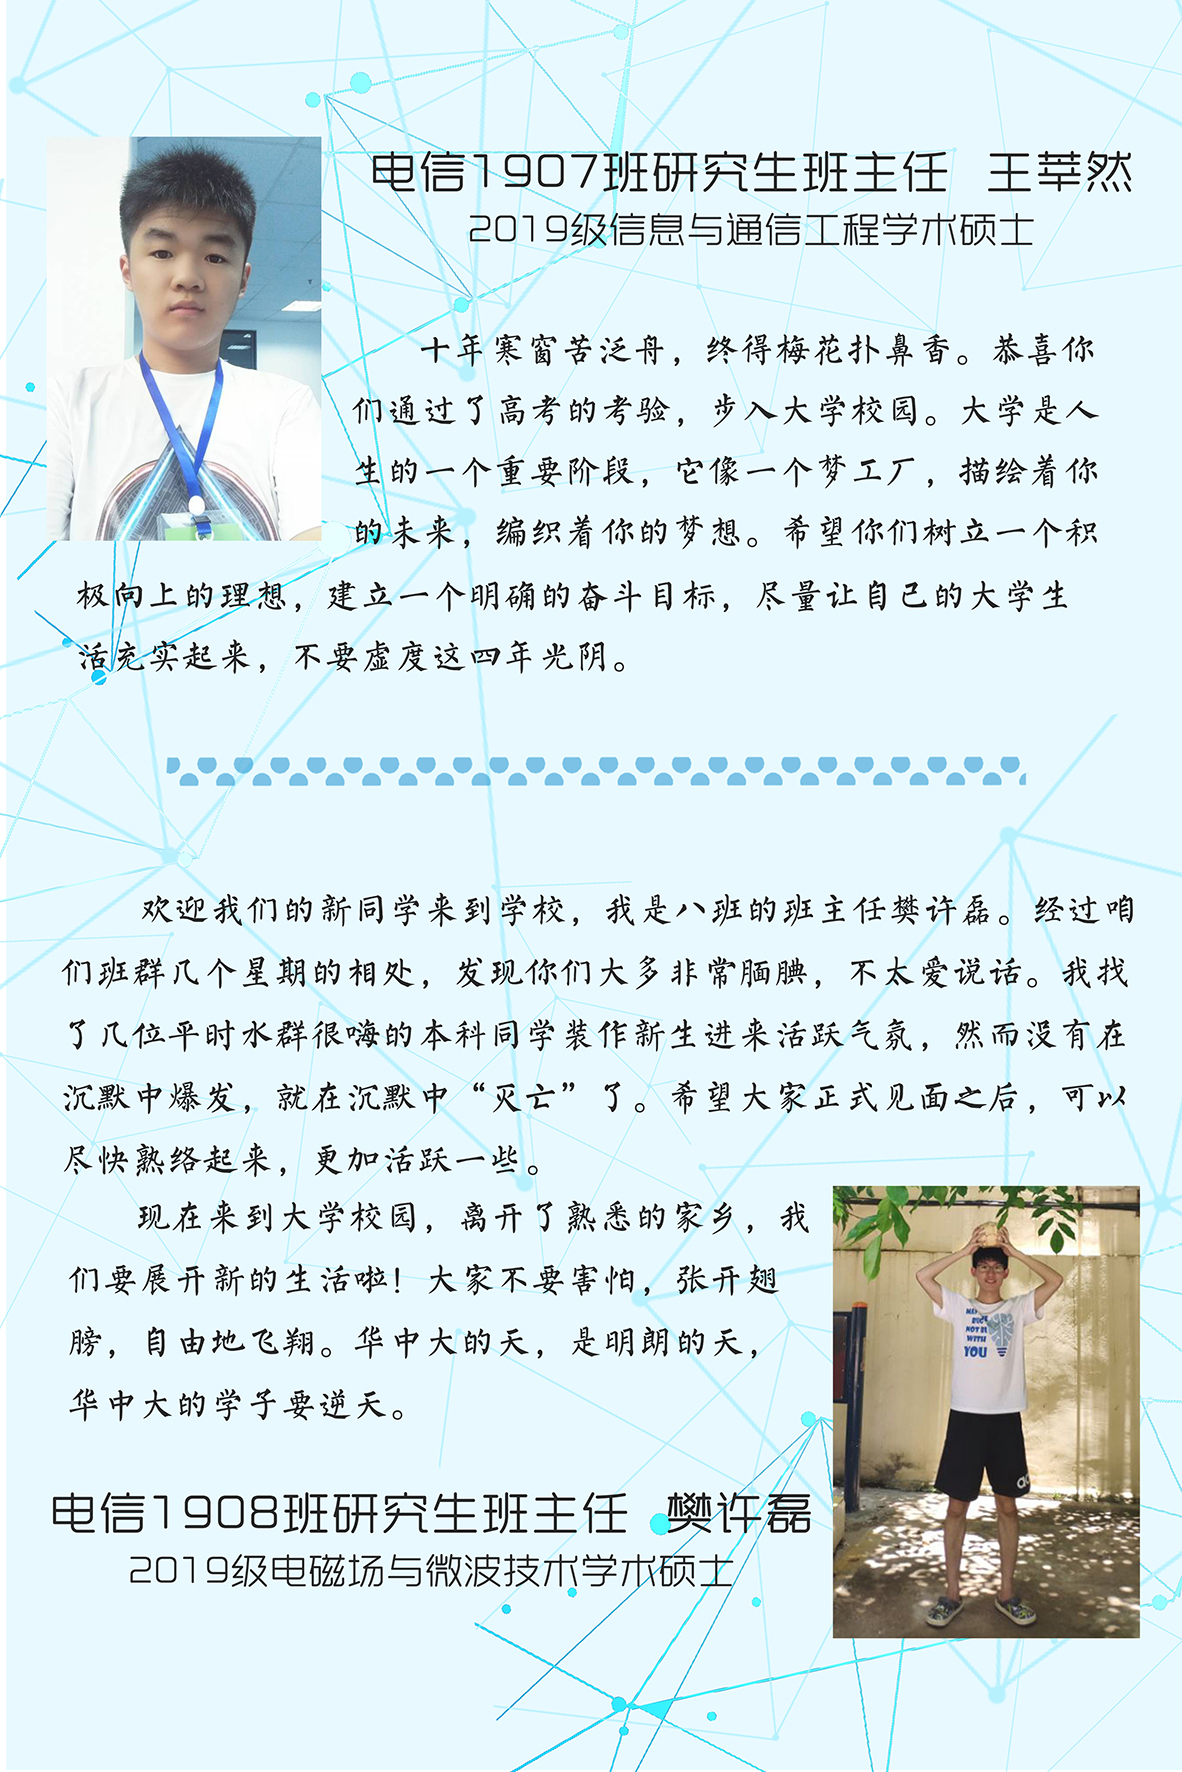 电信1907班研究生班主任 王莘然
2019级信息与通信工程学术硕士
十年寒窗苦泛舟，终得梅花扑鼻香。恭喜你
们通过了高考的考验，步入大学校园。大学是人
生的一个重要阶段，它像一个梦工厂，描绘着你
的未来，编织着你的梦想。希望你们树立一个积
极向上的理想，建立一个明确的奋斗目标，尽量让自己的大学生
活充实起来，不要虚度这四年光阴。
欢迎我们的新同学来到学校，我是八班的班主任樊许磊。经过咱
们班群几个星期的相处，发现你们大多非常腼腆，不太爱说话。我找
了几位平时水群很嗨的本科同学装作新生进来活跃气氛，然而没有在
沉默中爆发，就在沉默中“灭亡”了。希望大家正式见面之后，可以
尽快熟络起来，更加活跃一些。
现在来到大学校园，离开了熟悉的家乡，我
们要展开新的生活啦！大家不要害怕，张开翅
膀，自由地飞翔。华中大的天，是明朗的天，
华中大的学子要逆天。
MAY
BUG
NOT BE
WITH
YOU
电信1908班研究生班主任 樊许磊
2019级电磁场与微波技术学术硕士